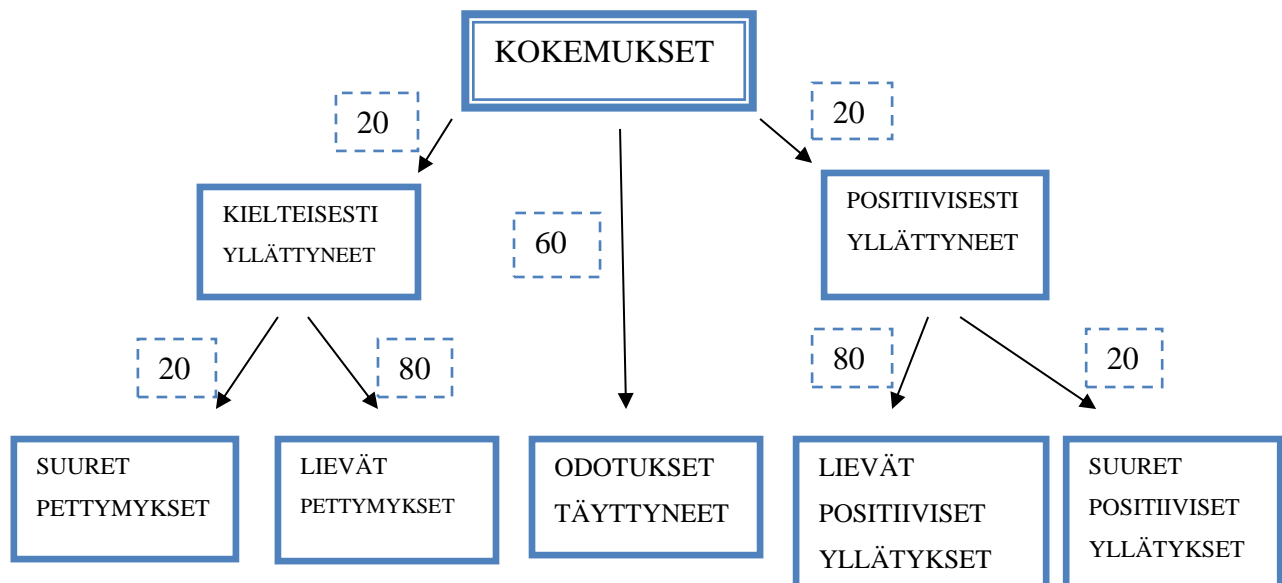 KOKEMUKSET
20
20
KIELTEISESTI
YLLÄTTYNEET
60
POSITIIVISESTI
YLLÄTTYNEET
20
80
80
20
SUURET
PETTYMYKSET
LIEVÄT
PETTYMYKSET
ODOTUKSET
TÄYTTYNEET
LIEVÄT
POSITIIVISET
YLLÄTYKSET
SUURET
POSITIIVISET
YLLÄTYKSET